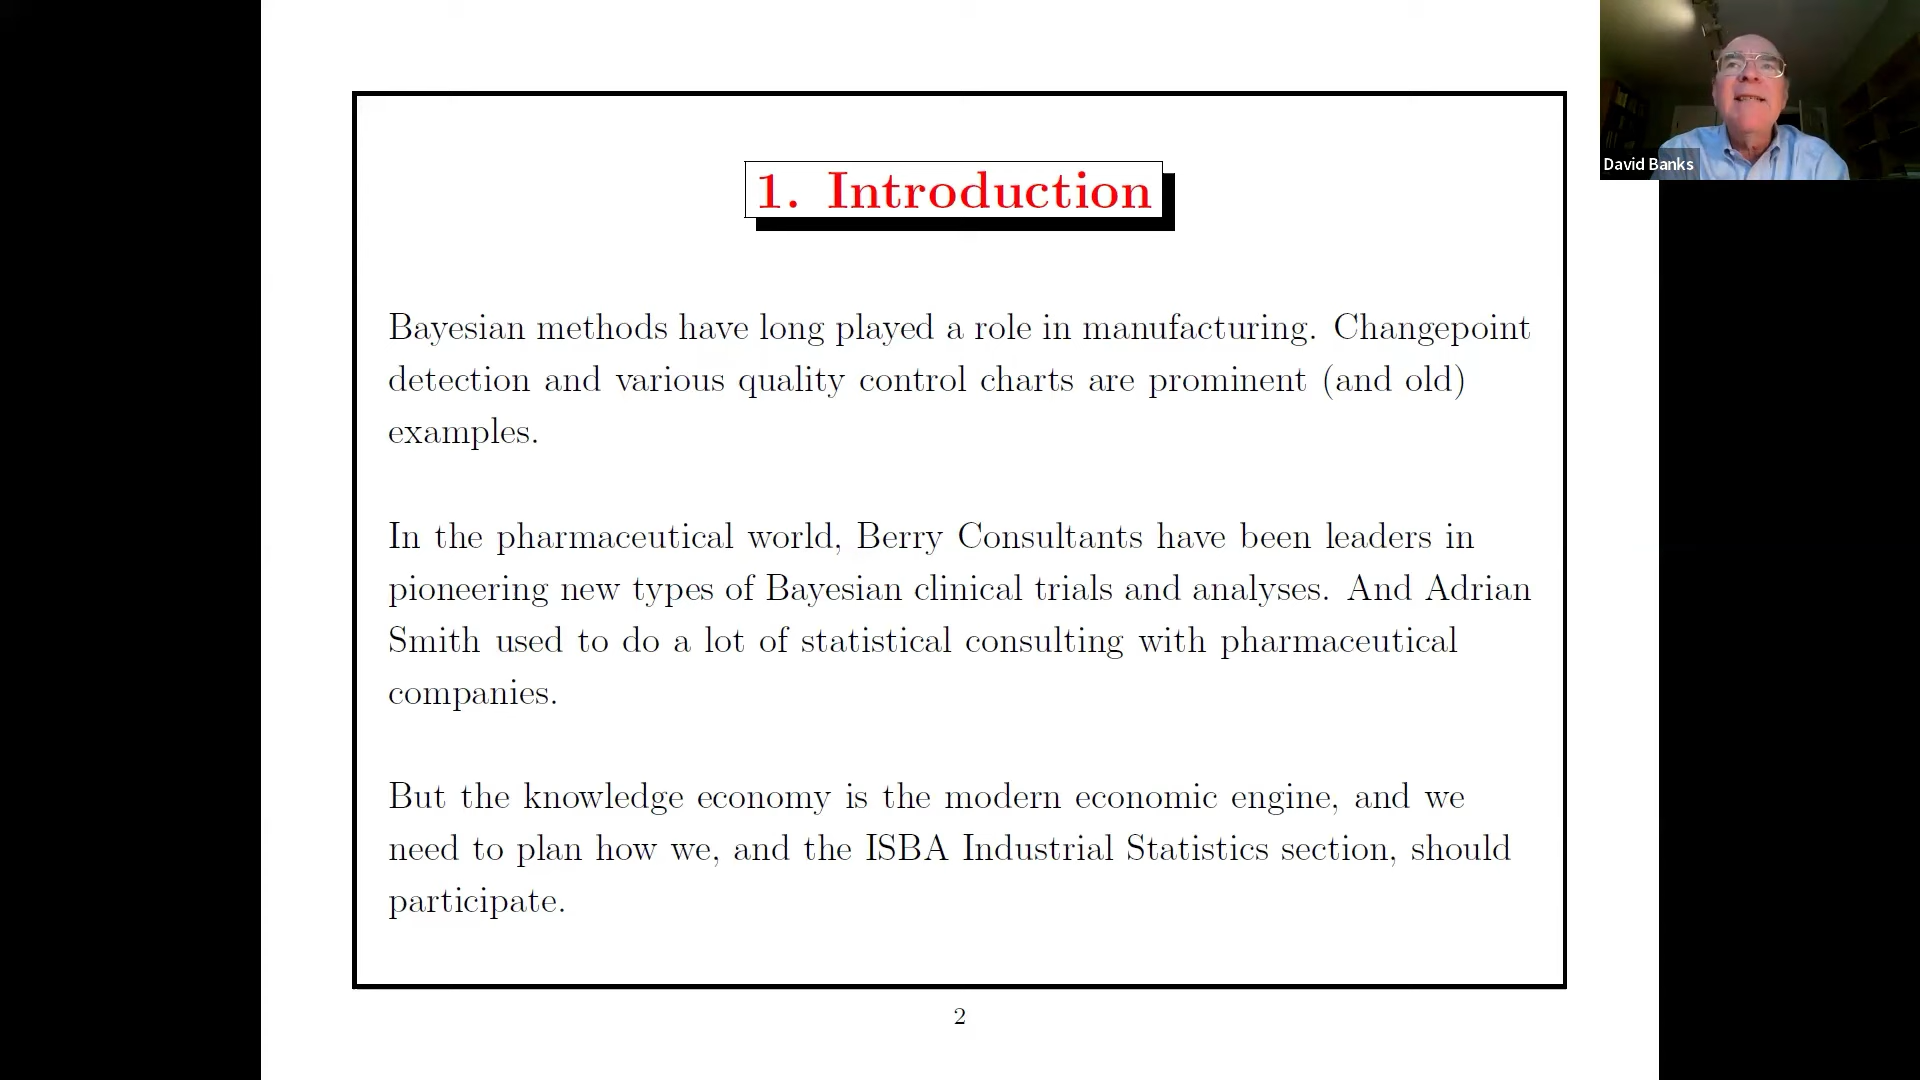 David Banks
1. Introduction
Bayesian methods have long played a role in manufacturing. Changepoint
detection and various quality control charts are prominent (and old)
examples.
In the pharmaceutical world, Berry Consultants have been leaders in
pioneering new types of Bayesian clinical trials and analyses. And Adrian
Smith used to do a lot of statistical consulting with pharmaceutical
companies.
But the knowledge economy is the modern economic engine, and we
need to plan how we, and the ISBA Industrial Statistics section, should
participate.
2